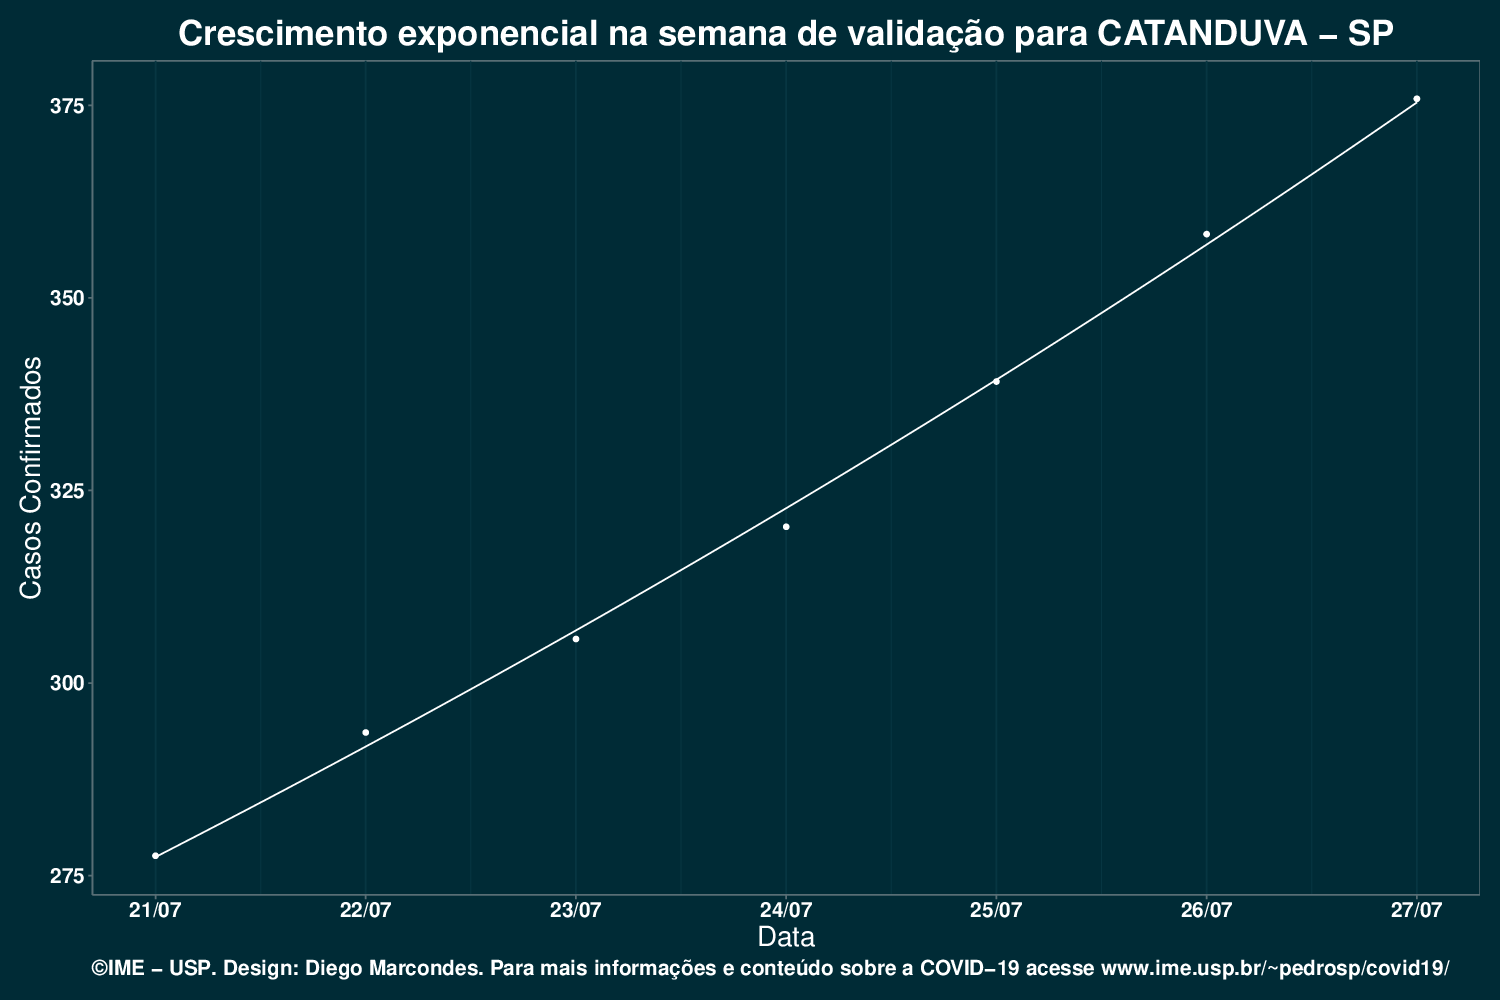 Crescimento exponencial na semana de validação para CATANDUVA – SP
Casos Confirmados
375
350
325
300
275
21/07 22/07 23/07 24/07 25/07 26/07 27/07
Data
©IME – USP. Design: Diego Marcondes. Para mais informações e conteúdo sobre a COVID–19 acesse www.ime.usp.br/~pedrosp/covid19/